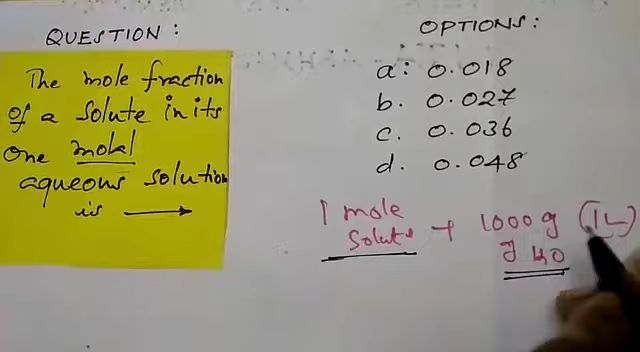 QUESTION :
The mole fraction
of a solute in its
one molal
aqueous solution
is →
OPTIONS :
a: 0.018
b. 0.027
c. 0.036
d. 0.048
1 mole
solute + 1000 g (1L)